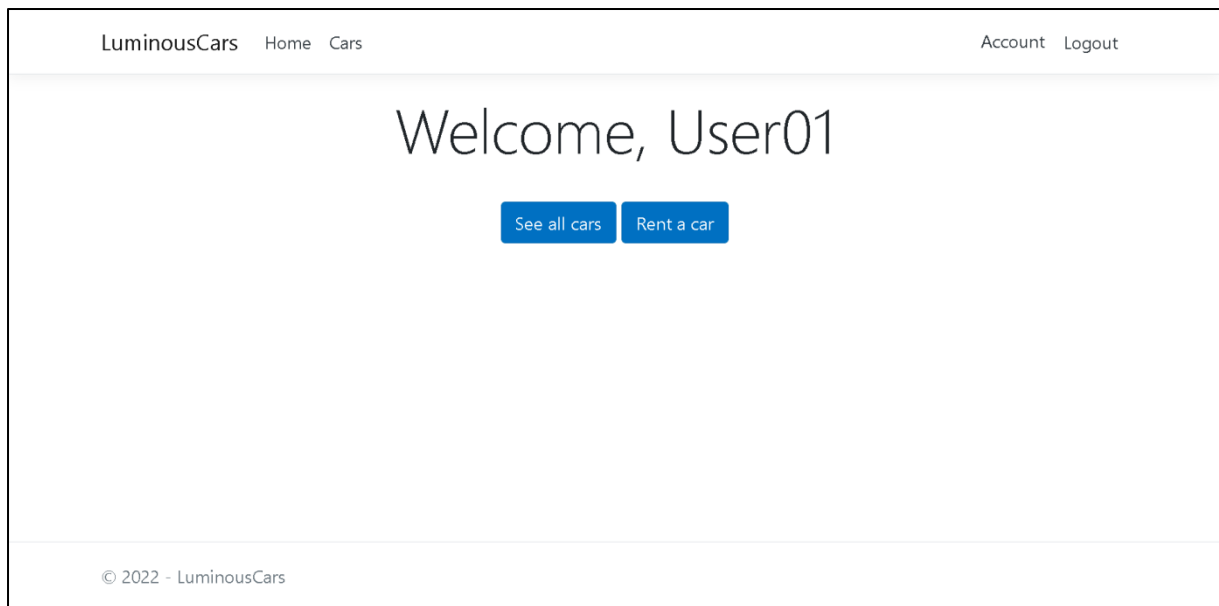 LuminousCars Home Cars Account Logout
Welcome, User01
See all cars Rent a car
© 2022 - LuminousCars